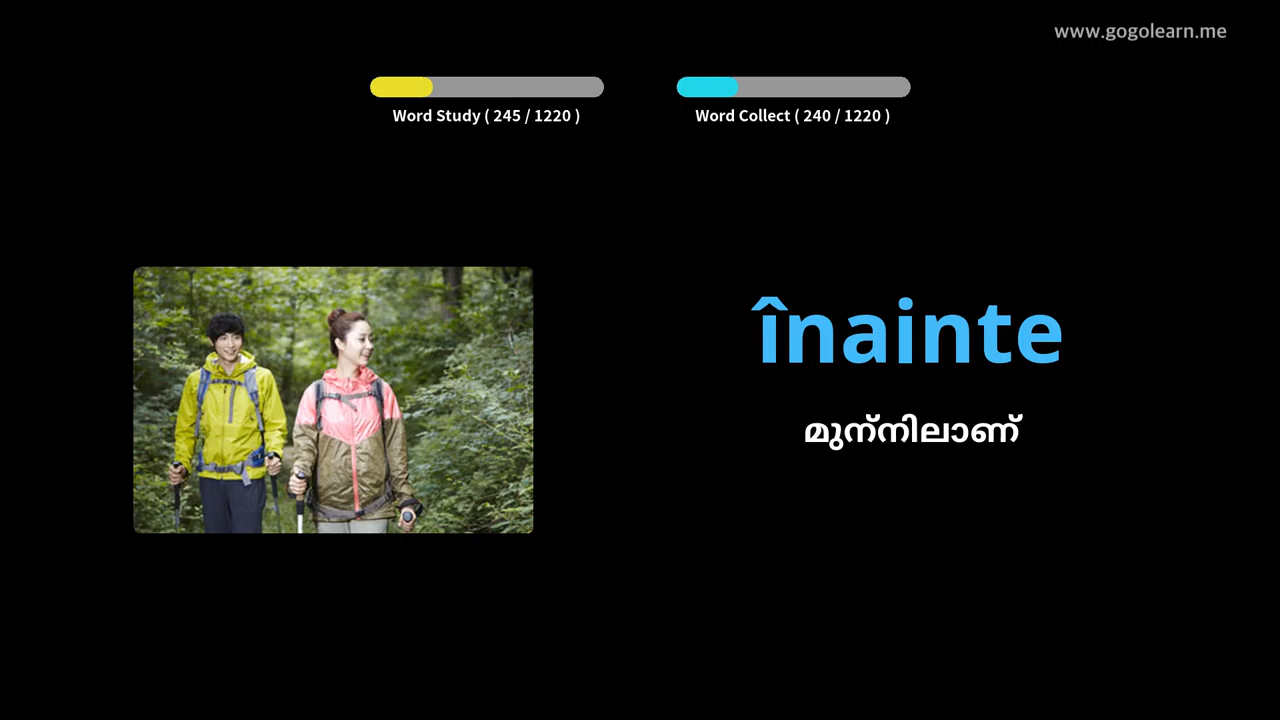 www.gogolearn.me
Word Study ( 245 / 1220 )
Word Collect ( 240 / 1220 )
înainte
മുന്നിലാണ്